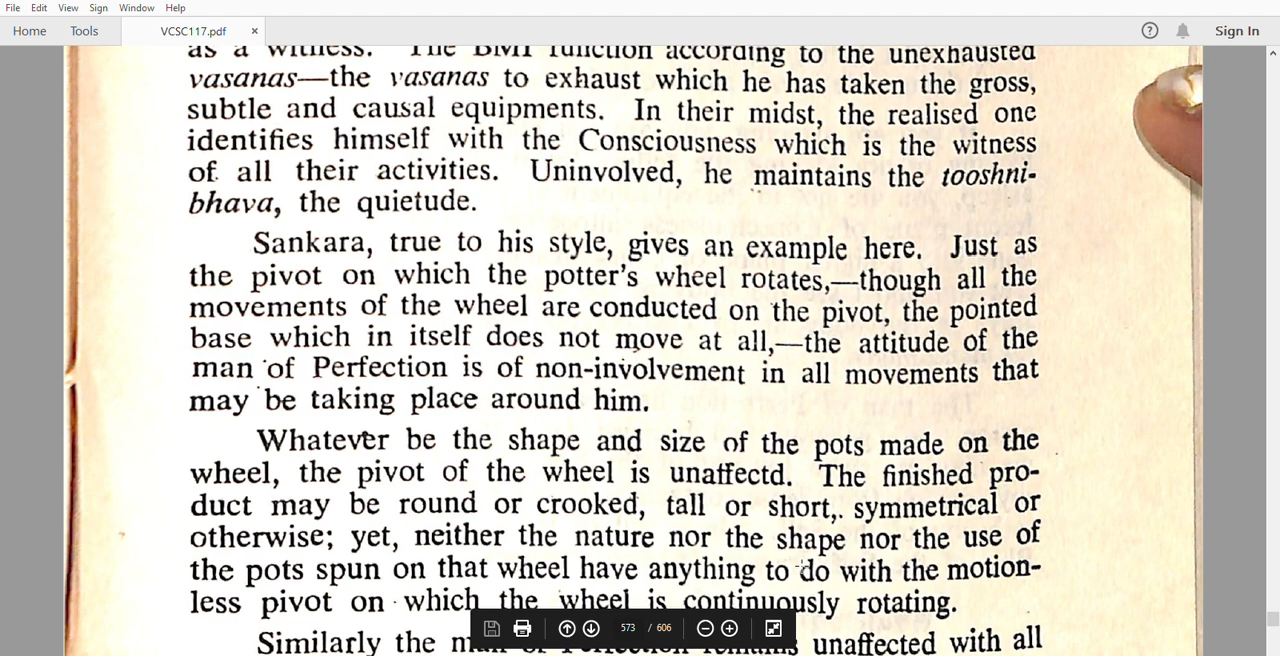 File Edit View Sign Window Help
Home Tools VCSC117.pdf × Sign In
as a witness. The BMI function according to the unexhausted
vasanas—the vasanas to exhaust which he has taken the gross,
subtle and causal equipments. In their midst, the realised one
identifies himself with the Consciousness which is the witness
of all their activities. Uninvolved, he maintains the tooshni-
bhava, the quietude.
Sankara, true to his style, gives an example here. Just as
the pivot on which the potter's wheel rotates,—though all the
movements of the wheel are conducted on the pivot, the pointed
base which in itself does not move at all,—the attitude of the
man of Perfection is of non-involvement in all movements that
may be taking place around him.
Whatever be the shape and size of the pots made on the
wheel, the pivot of the wheel is unaffectd. The finished pro-
duct may be round or crooked, tall or short,. symmetrical or
otherwise; yet, neither the nature nor the shape nor the use of
the pots spun on that wheel have anything to do with the motion-
less pivot on which the wheel is continuously rotating.
573 / 606
Similarly the unaffected with all